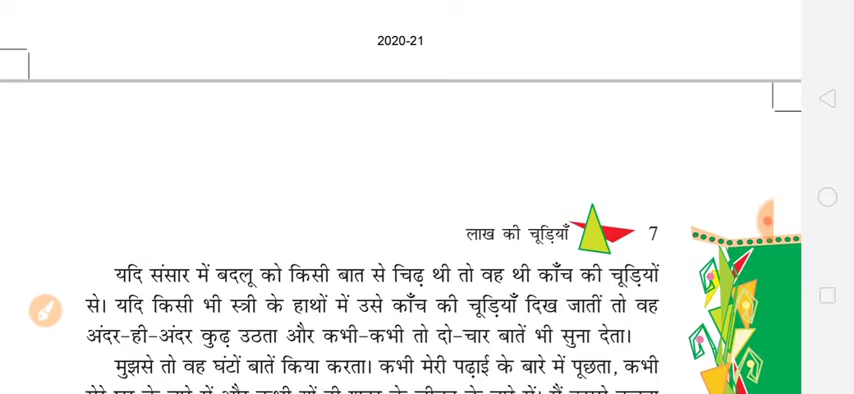 2020-21
लाख की चूड़ियाँ 7
यदि संसार में बदलू को किसी बात से चिढ़ थी तो वह थी काँच की चूड़ियों
से। यदि किसी भी स्त्री के हाथों में उसे काँच की चूड़ियाँ दिख जातीं तो वह
अंदर-ही-अंदर कुढ़ उठता और कभी-कभी तो दो-चार बातें भी सुना देता।
मुझसे तो वह घंटों बातें किया करता। कभी मेरी पढ़ाई के बारे में पूछता, कभी